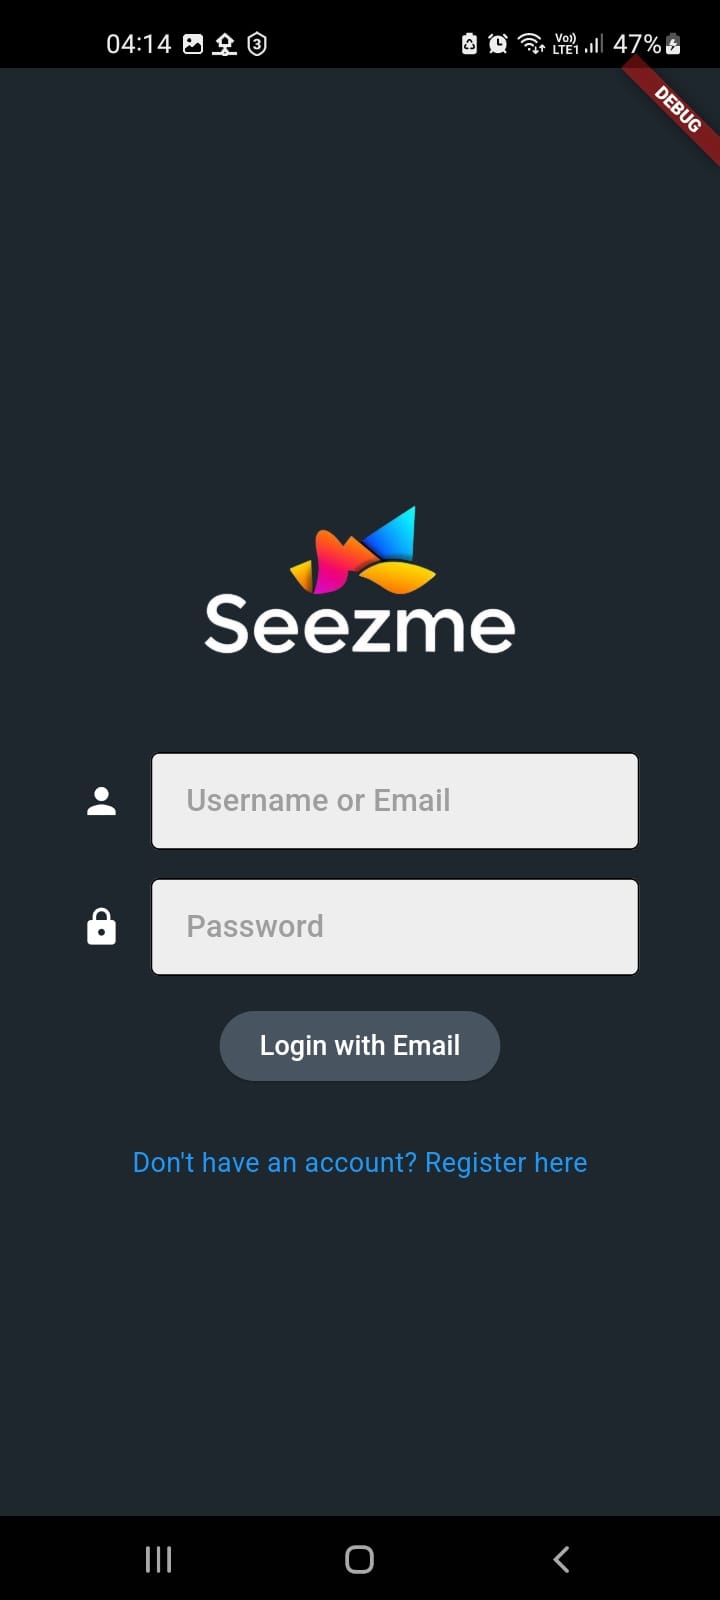 04:14 3 Vo) LTE1 47%
DEBUG
Seezme
Username or Email
Password
Login with Email
Don't have an account? Register here